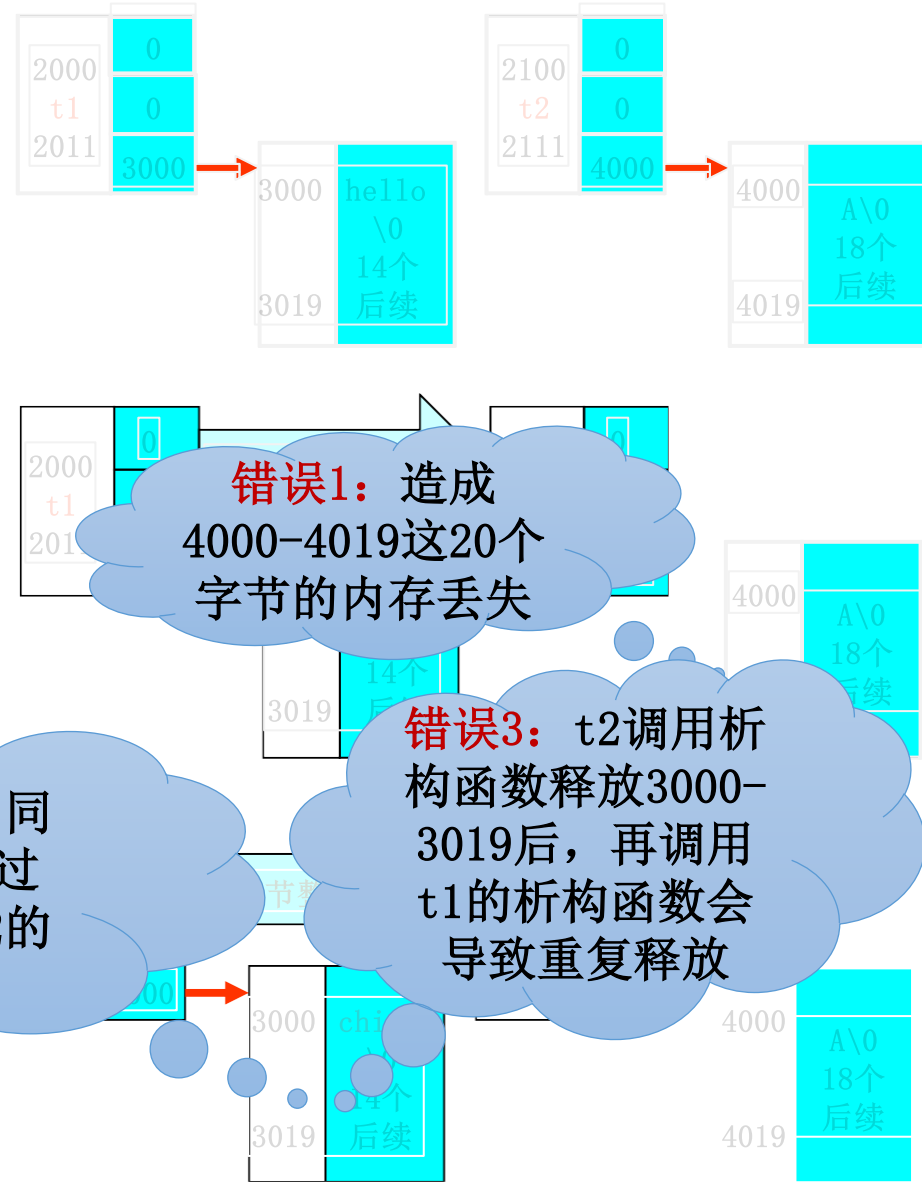 0
2000
t1
2011
0
3000
3000
hello
\0
14个
后续
3019
0
2100
t2
2111
0
4000
4000
A\0
18个
后续
4019
0
2000
t1
错误1：造成
4000-4019这20个
字节的内存丢失
14个
3019
4000
A\0
18个
后续
错误3：t2调用析
构函数释放3000-
3019后，再调用
t1的析构函数会
导致重复释放
同
过
的
节
3000
14个
后续
3019
4000
A\0
18个
后续
4019